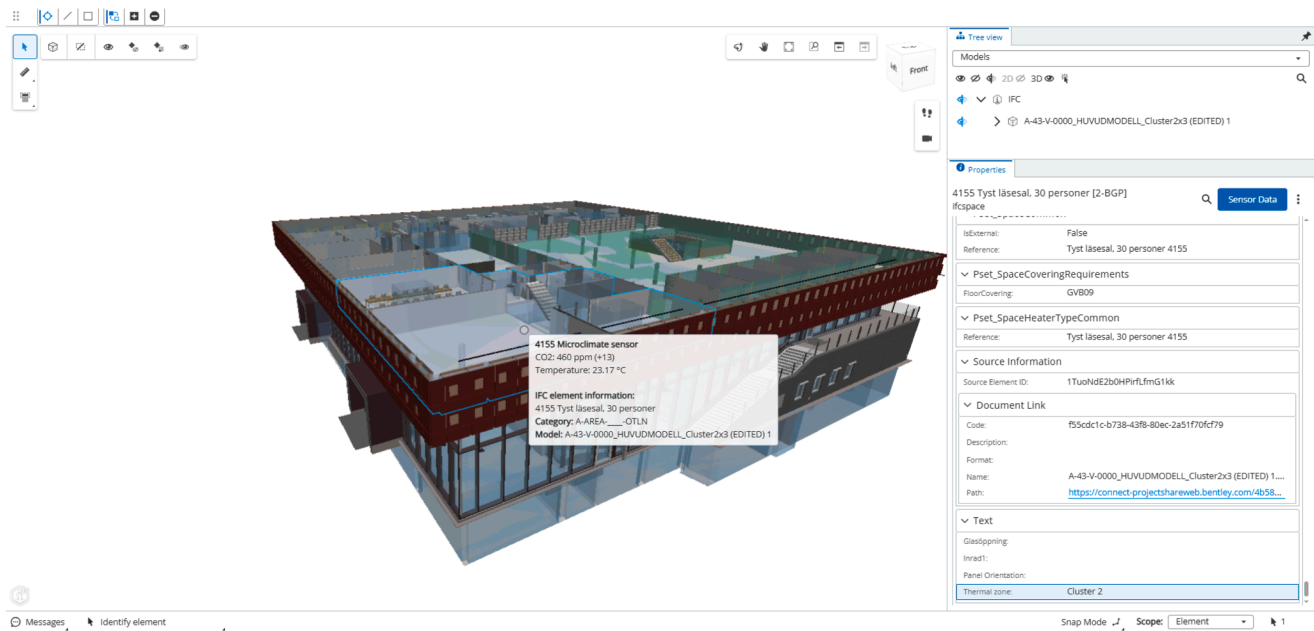 Tree view
Models
2D
3D
IFC
A-43-V-0000_HUVUDMODELL_Cluster2x3 (EDITED) 1
Front
Properties
4155 Tyst läsesal, 30 personer [2-BGP]
ifcspace
Sensor Data
IsExternal: False
Reference: Tyst läsesal, 30 personer 4155
Pset_SpaceCoveringRequirements
FloorCovering: GVB09
Pset_SpaceHeaterTypeCommon
Reference: Tyst läsesal, 30 personer 4155
Source Information
Source Element ID: 1TuoNdE2b0HPirfLfmG1kk
Document Link
Code: f55cdc1c-b738-43f8-80ec-2a51f70fcf79
Description:
Format:
Name: A-43-V-0000_HUVUDMODELL_Cluster2x3 (EDITED) 1....
Path: https://connect-projectshareweb.bentley.com/4b58...
Text
Glasöppning:
Inrad1:
Panel Orientation:
Thermal zone: Cluster 2
4155 Microclimate sensor
CO2: 460 ppm (+13)
Temperature: 23.17 °C
IFC element information:
4155 Tyst läsesal, 30 personer
Category: A-AREA-____-OTLN
Model: A-43-V-0000_HUVUDMODELL_Cluster2x3 (EDITED) 1
Messages
Identify element
Snap Mode
Scope: Element
1